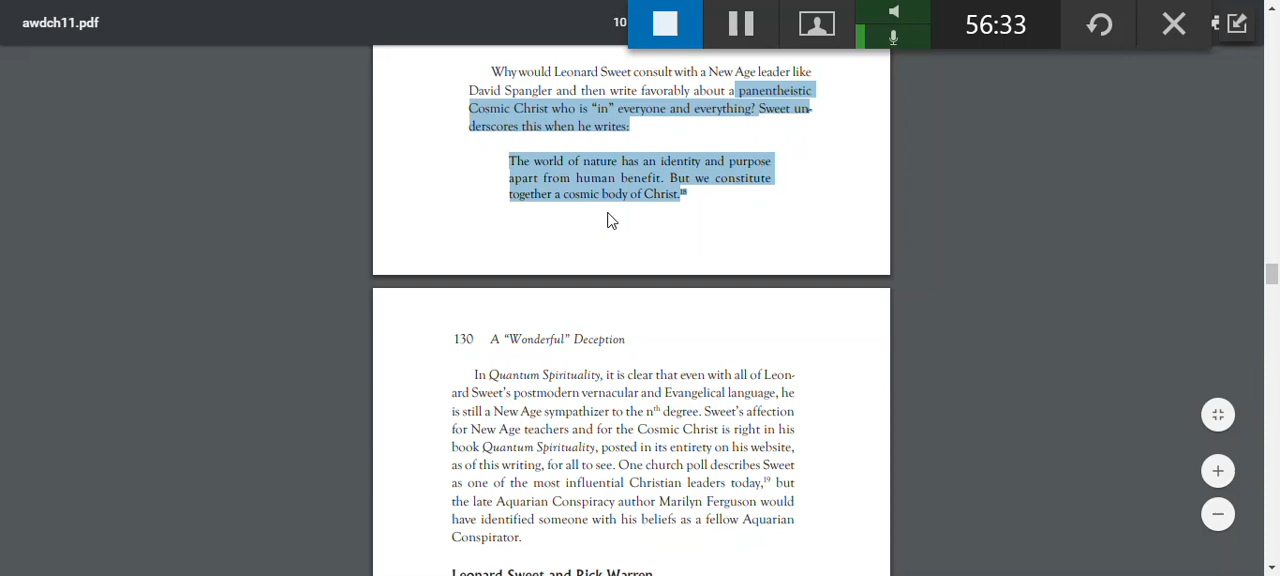 awdch11.pdf
10
56:33
Why would Leonard Sweet consult with a New Age leader like
David Spangler and then write favorably about a panentheistic
Cosmic Christ who is “in” everyone and everything? Sweet un-
derscores this when he writes:
The world of nature has an identity and purpose
apart from human benefit. But we constitute
together a cosmic body of Christ.18
130 A “Wonderful” Deception
In Quantum Spirituality, it is clear that even with all of Leon-
ard Sweet’s postmodern vernacular and Evangelical language, he
is still a New Age sympathizer to the nth degree. Sweet’s affection
for New Age teachers and for the Cosmic Christ is right in his
book Quantum Spirituality, posted in its entirety on his website,
as of this writing, for all to see. One church poll describes Sweet
as one of the most influential Christian leaders today,19 but
the late Aquarian Conspiracy author Marilyn Ferguson would
have identified someone with his beliefs as a fellow Aquarian
Conspirator.
Leonard Sweet and Rick Warren